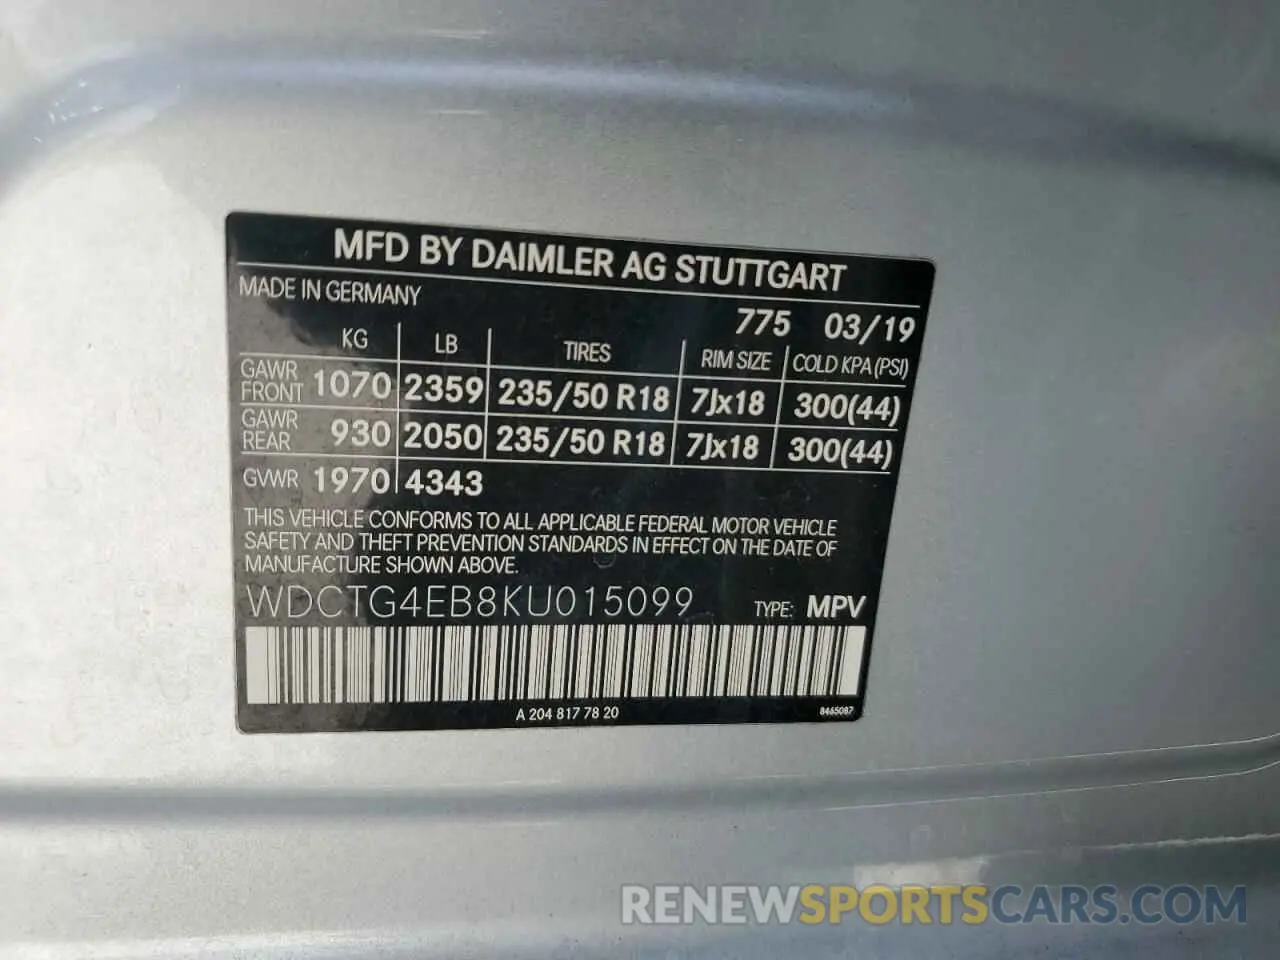 MFD BY DAIMLER AG STUTTGART
MADE IN GERMANY
775 03/19
KG LB TIRES RIM SIZE COLD KPA (PSI)
GAWR FRONT 1070 2359 235/50 R18 7Jx18 300(44)
GAWR REAR 930 2050 235/50 R18 7Jx18 300(44)
GVWR 1970 4343
THIS VEHICLE CONFORMS TO ALL APPLICABLE FEDERAL MOTOR VEHICLE
SAFETY AND THEFT PREVENTION STANDARDS IN EFFECT ON THE DATE OF
MANUFACTURE SHOWN ABOVE.
WDCTG4EB8KU015099 TYPE: MPV
A 204 817 78 20 8465087
RENEWSPORTSCARS.COM